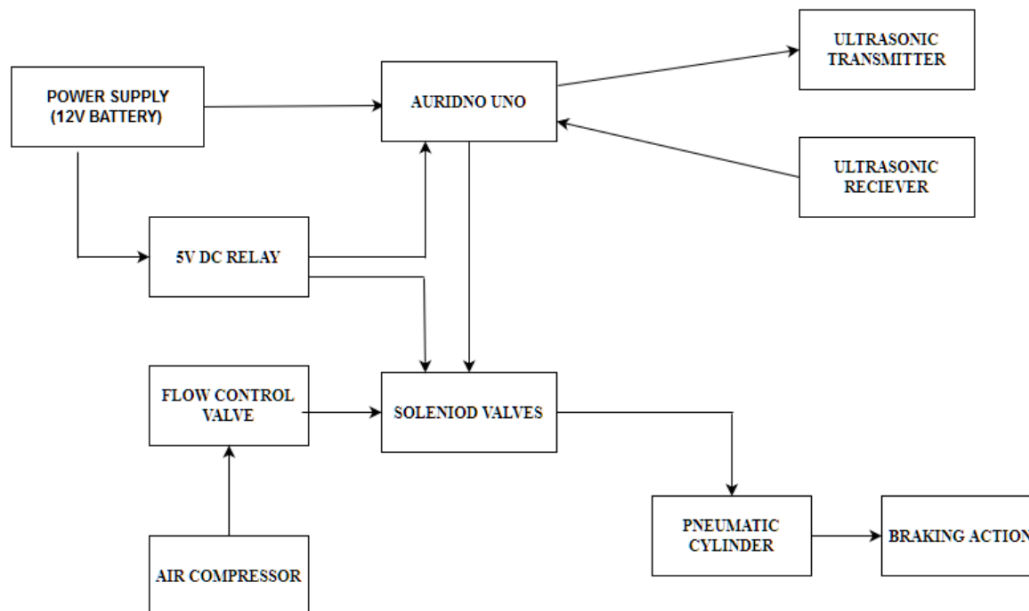 ULTRASONIC
TRANSMITTER
POWER SUPPLY
(12V BATTERY)
AURIDNO UNO
ULTRASONIC
RECIEVER
5V DC RELAY
FLOW CONTROL
VALVE
SOLENIOD VALVES
PNEUMATIC
CYLINDER
BRAKING ACTION
AIR COMPRESSOR